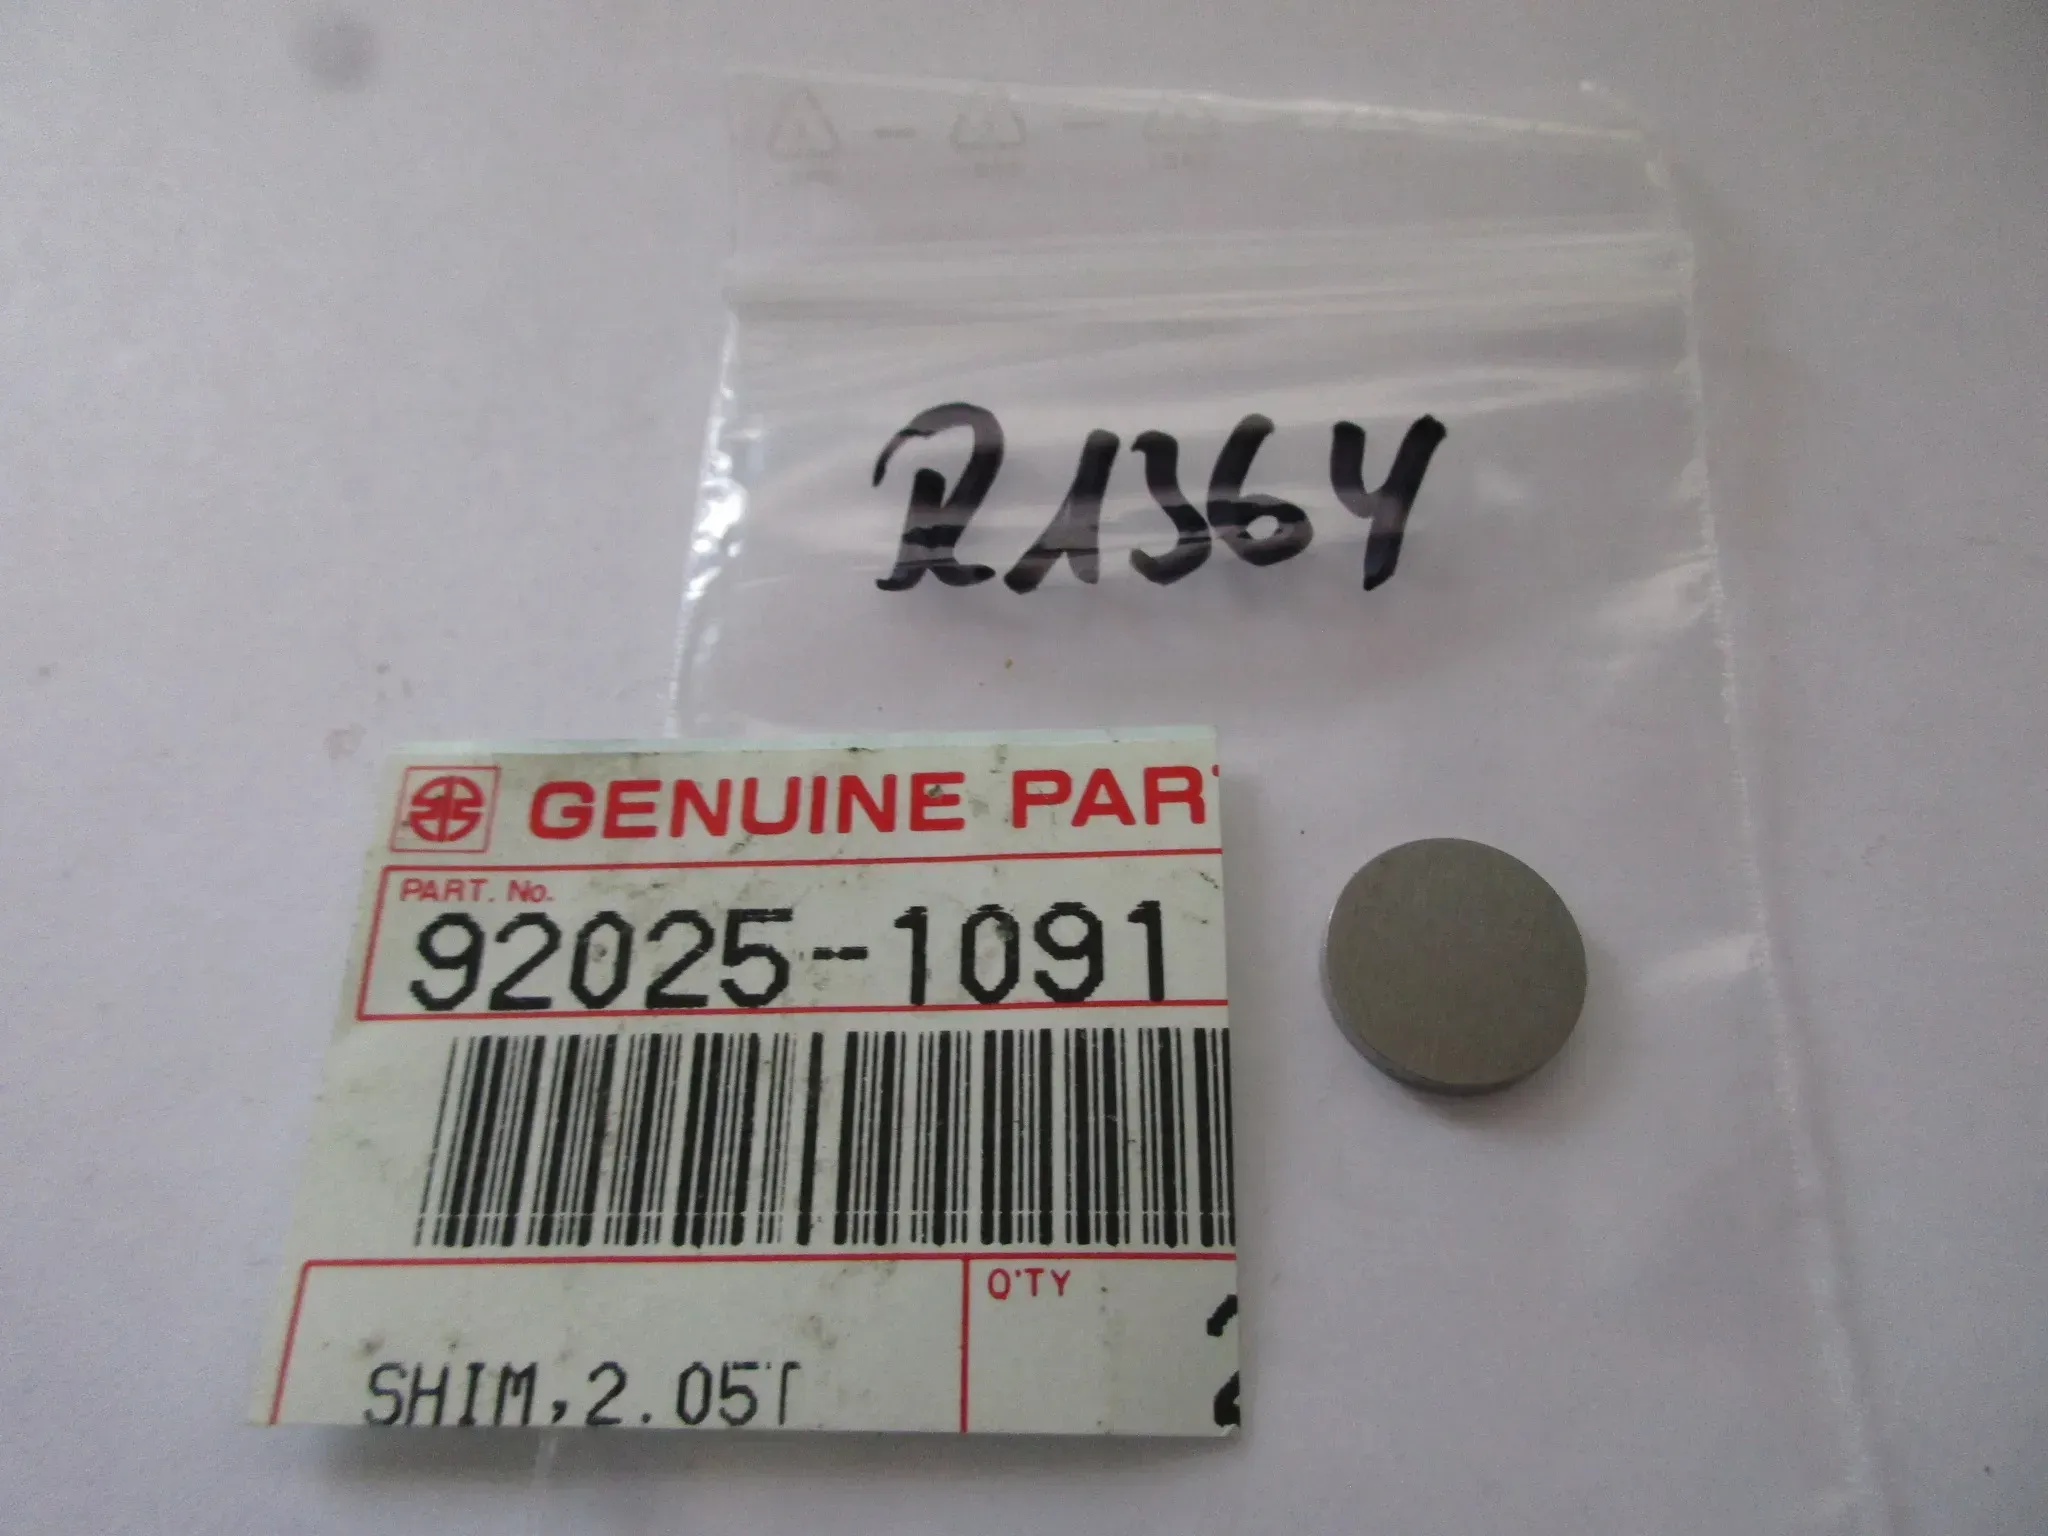 R1364
GENUINE PAR
PART. No.
92025-1091
Q'TY
SHIM,2.05T